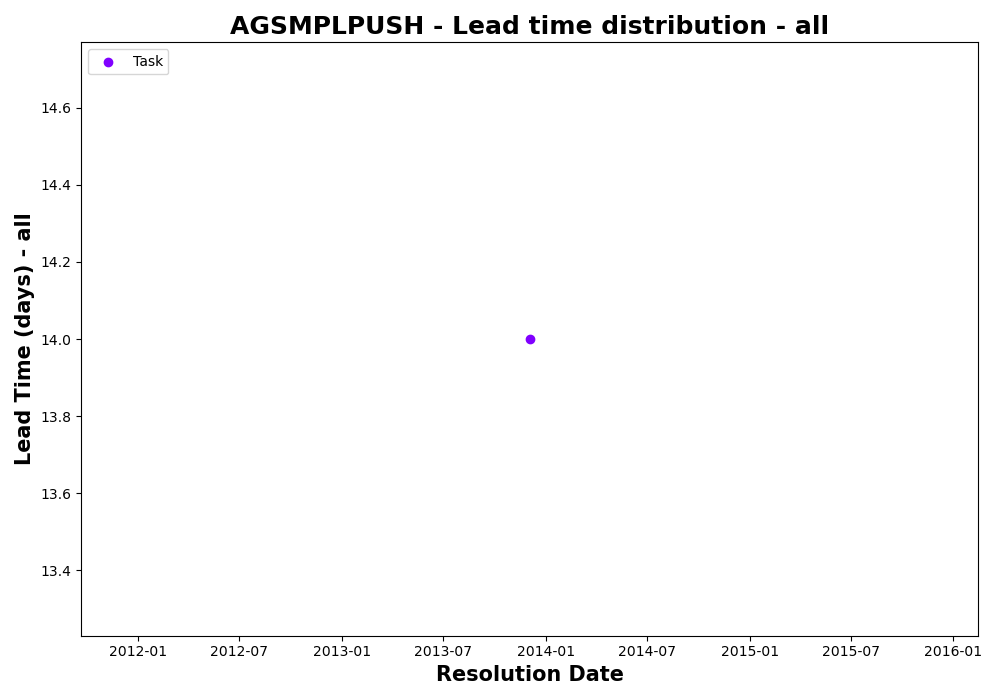 AGSMPLPUSH - Lead time distribution - all
Task
Lead Time (days) - all
14.6
14.4
14.2
14.0
13.8
13.6
13.4
2012-01 2012-07 2013-01 2013-07 2014-01 2014-07 2015-01 2015-07 2016-01
Resolution Date